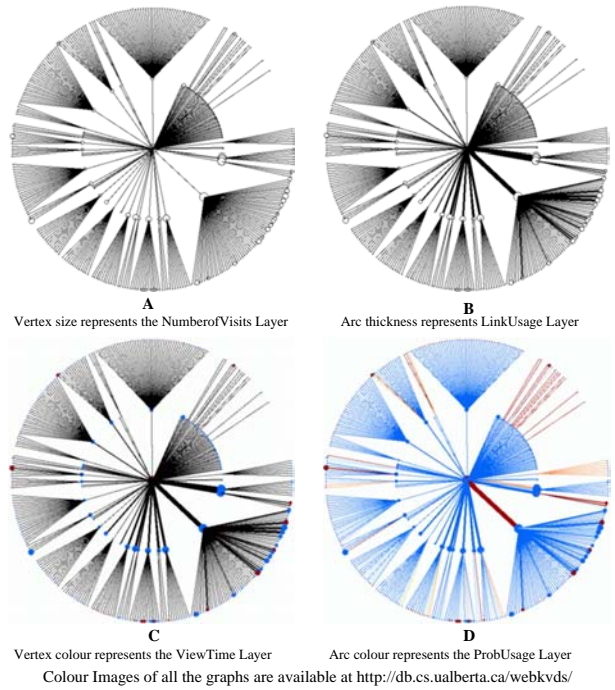 A
B
Vertex size represents the NumberofVisits Layer
Arc thickness represents LinkUsage Layer
C
D
Vertex colour represents the ViewTime Layer
Arc colour represents the ProbUsage Layer
Colour Images of all the graphs are available at http://db.cs.ualberta.ca/webkvds/